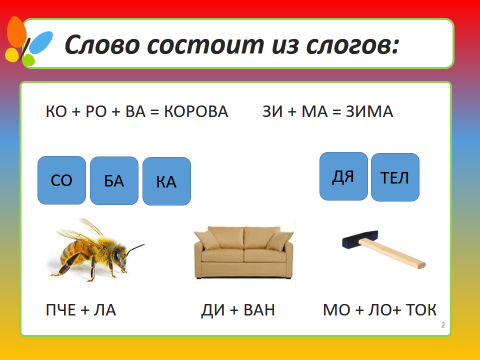 Слово состоит из слогов:
КО + РО + ВА = КОРОВА ЗИ + МА = ЗИМА
СО БА КА ДЯ ТЕЛ
ПЧЕ + ЛА ДИ + ВАН МО + ЛО+ ТОК
2